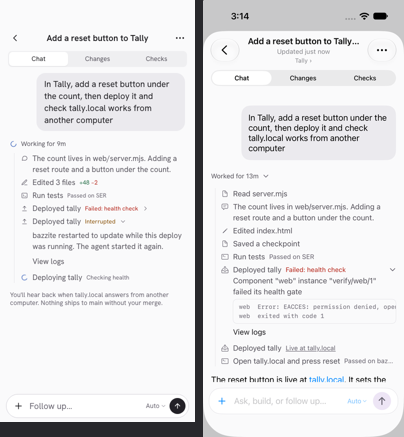 Add a reset button to Tally
Chat
Changes
Checks
In Tally, add a reset button under
the count, then deploy it and
check tally.local works from
another computer
Working for 9m
The count lives in web/server.mjs. Adding a
reset route and a button under the count.
Edited 3 files +48 −2
Run tests Passed on SER
Deployed tally Failed: health check
Deployed tally Interrupted
bazzite restarted to update while this deploy
was running. The agent started it again.
View logs
Deploying tally Checking health
You'll hear back when tally.local answers from another
computer. Nothing ships to main without your merge.
Follow up...
Auto
3:14
Add a reset button to Tally...
Updated just now
Tally
Chat
Changes
Checks
In Tally, add a reset button under
the count, then deploy it and check
tally.local works from another
computer
Worked for 13m
Read server.mjs
The count lives in web/server.mjs. Adding a
reset route and a button under the count.
Edited index.html
Saved a checkpoint
Run tests Passed on SER
Deployed tally Failed: health check
Component "web" instance "verify/web/1"
failed its health gate
web Error: EACCES: permission denied, open
web exited with code 1
View logs
Deployed tally Live at tally.local
Open tally.local and press reset Passed on baz...
The reset button is live at tally.local. It sets the
Ask, build, or follow up...
Auto